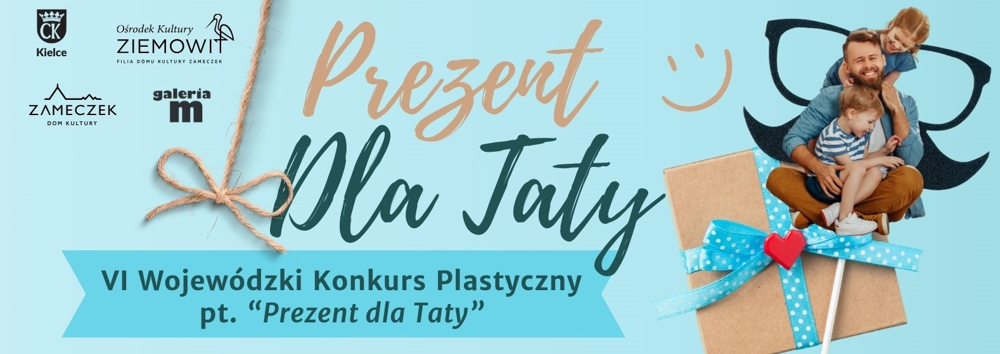 CK
Kielce
Ośrodek Kultury
ZIEMOWIT
FILIA DOMU KULTURY ZAMECZEK
ZAMECZEK
DOM KULTURY
galeria
m
Prezent
Dla Taty
VI Wojewódzki Konkurs Plastyczny
pt. “Prezent dla Taty”